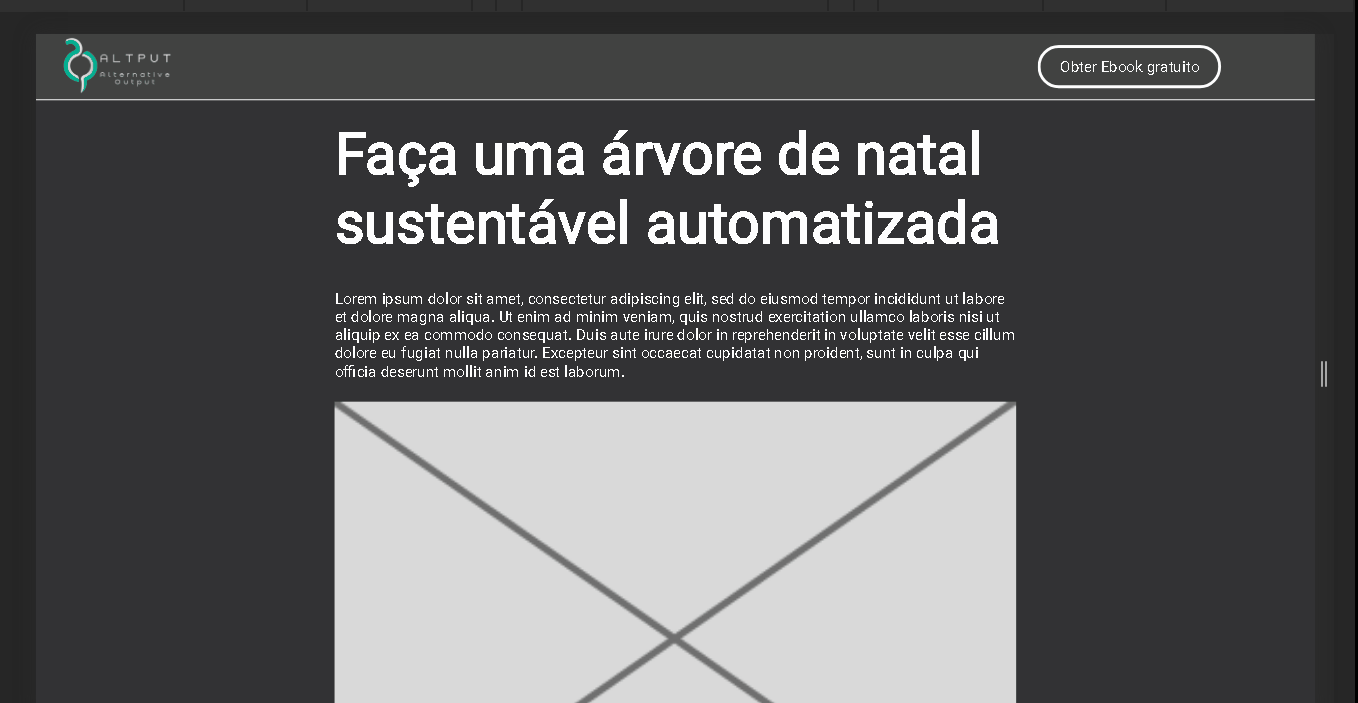 ALTPUT
Alternative
Output
Obter Ebook gratuito
Faça uma árvore de natal
sustentável automatizada
Lorem ipsum dolor sit amet, consectetur adipiscing elit, sed do eiusmod tempor incididunt ut labore
et dolore magna aliqua. Ut enim ad minim veniam, quis nostrud exercitation ullamco laboris nisi ut
aliquip ex ea commodo consequat. Duis aute irure dolor in reprehenderit in voluptate velit esse cillum
dolore eu fugiat nulla pariatur. Excepteur sint occaecat cupidatat non proident, sunt in culpa qui
officia deserunt mollit anim id est laborum.